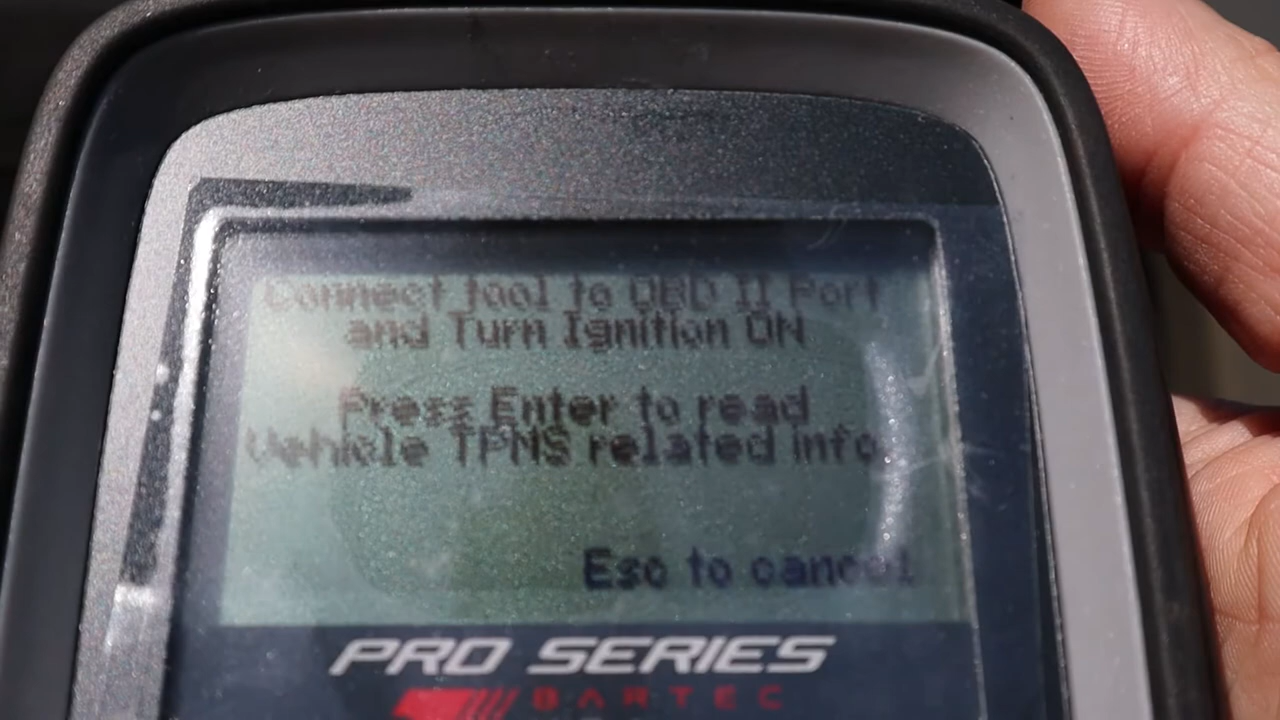 Connect tool to OBD II Port
and Turn Ignition ON
Press Enter to read
Vehicle TPMS related info
Esc to cancel
PRO SERIES
BARTEC